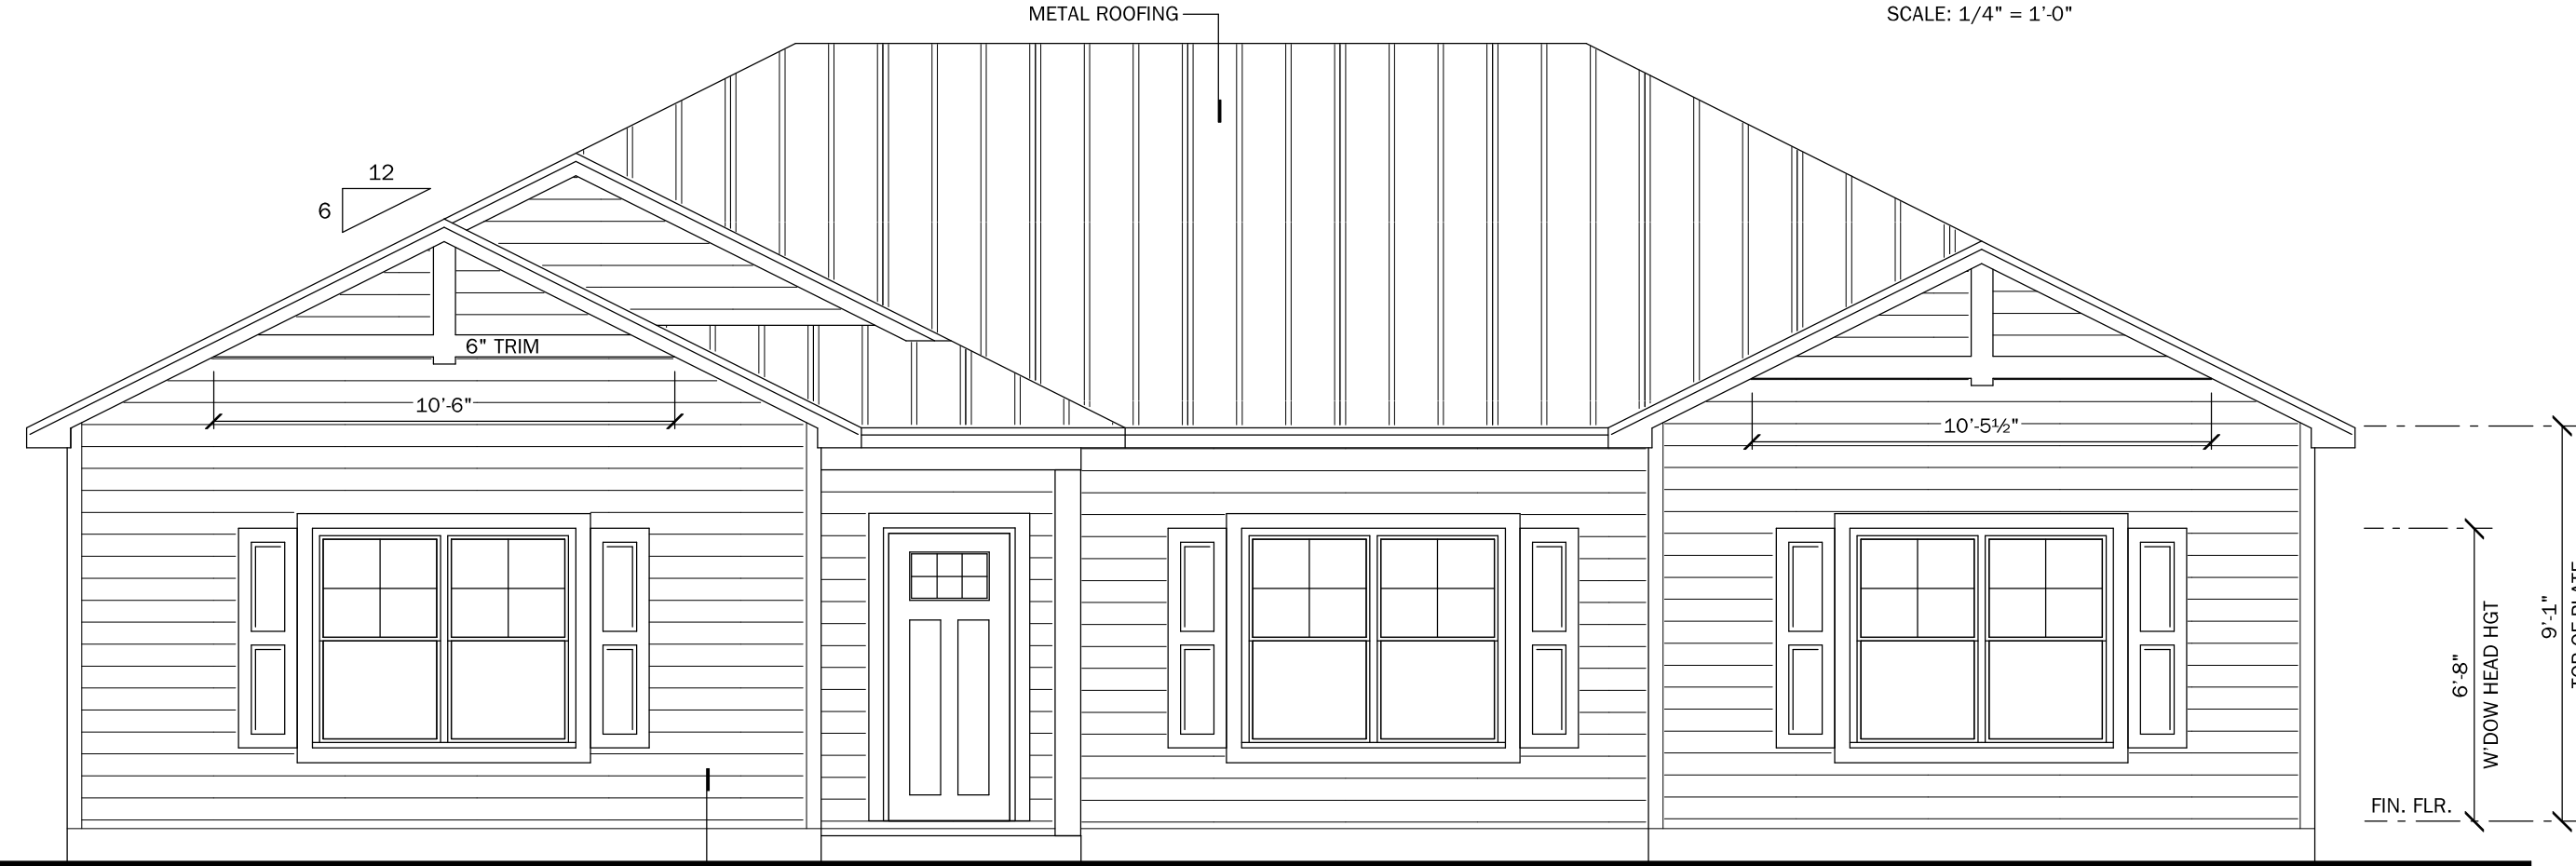 METAL ROOFING
SCALE: 1/4" = 1'-0"
12
6
6" TRIM
10'-6"
10'-5½"
6'-8"
W'DOW HEAD HGT
9'-1"
FIN. FLR.